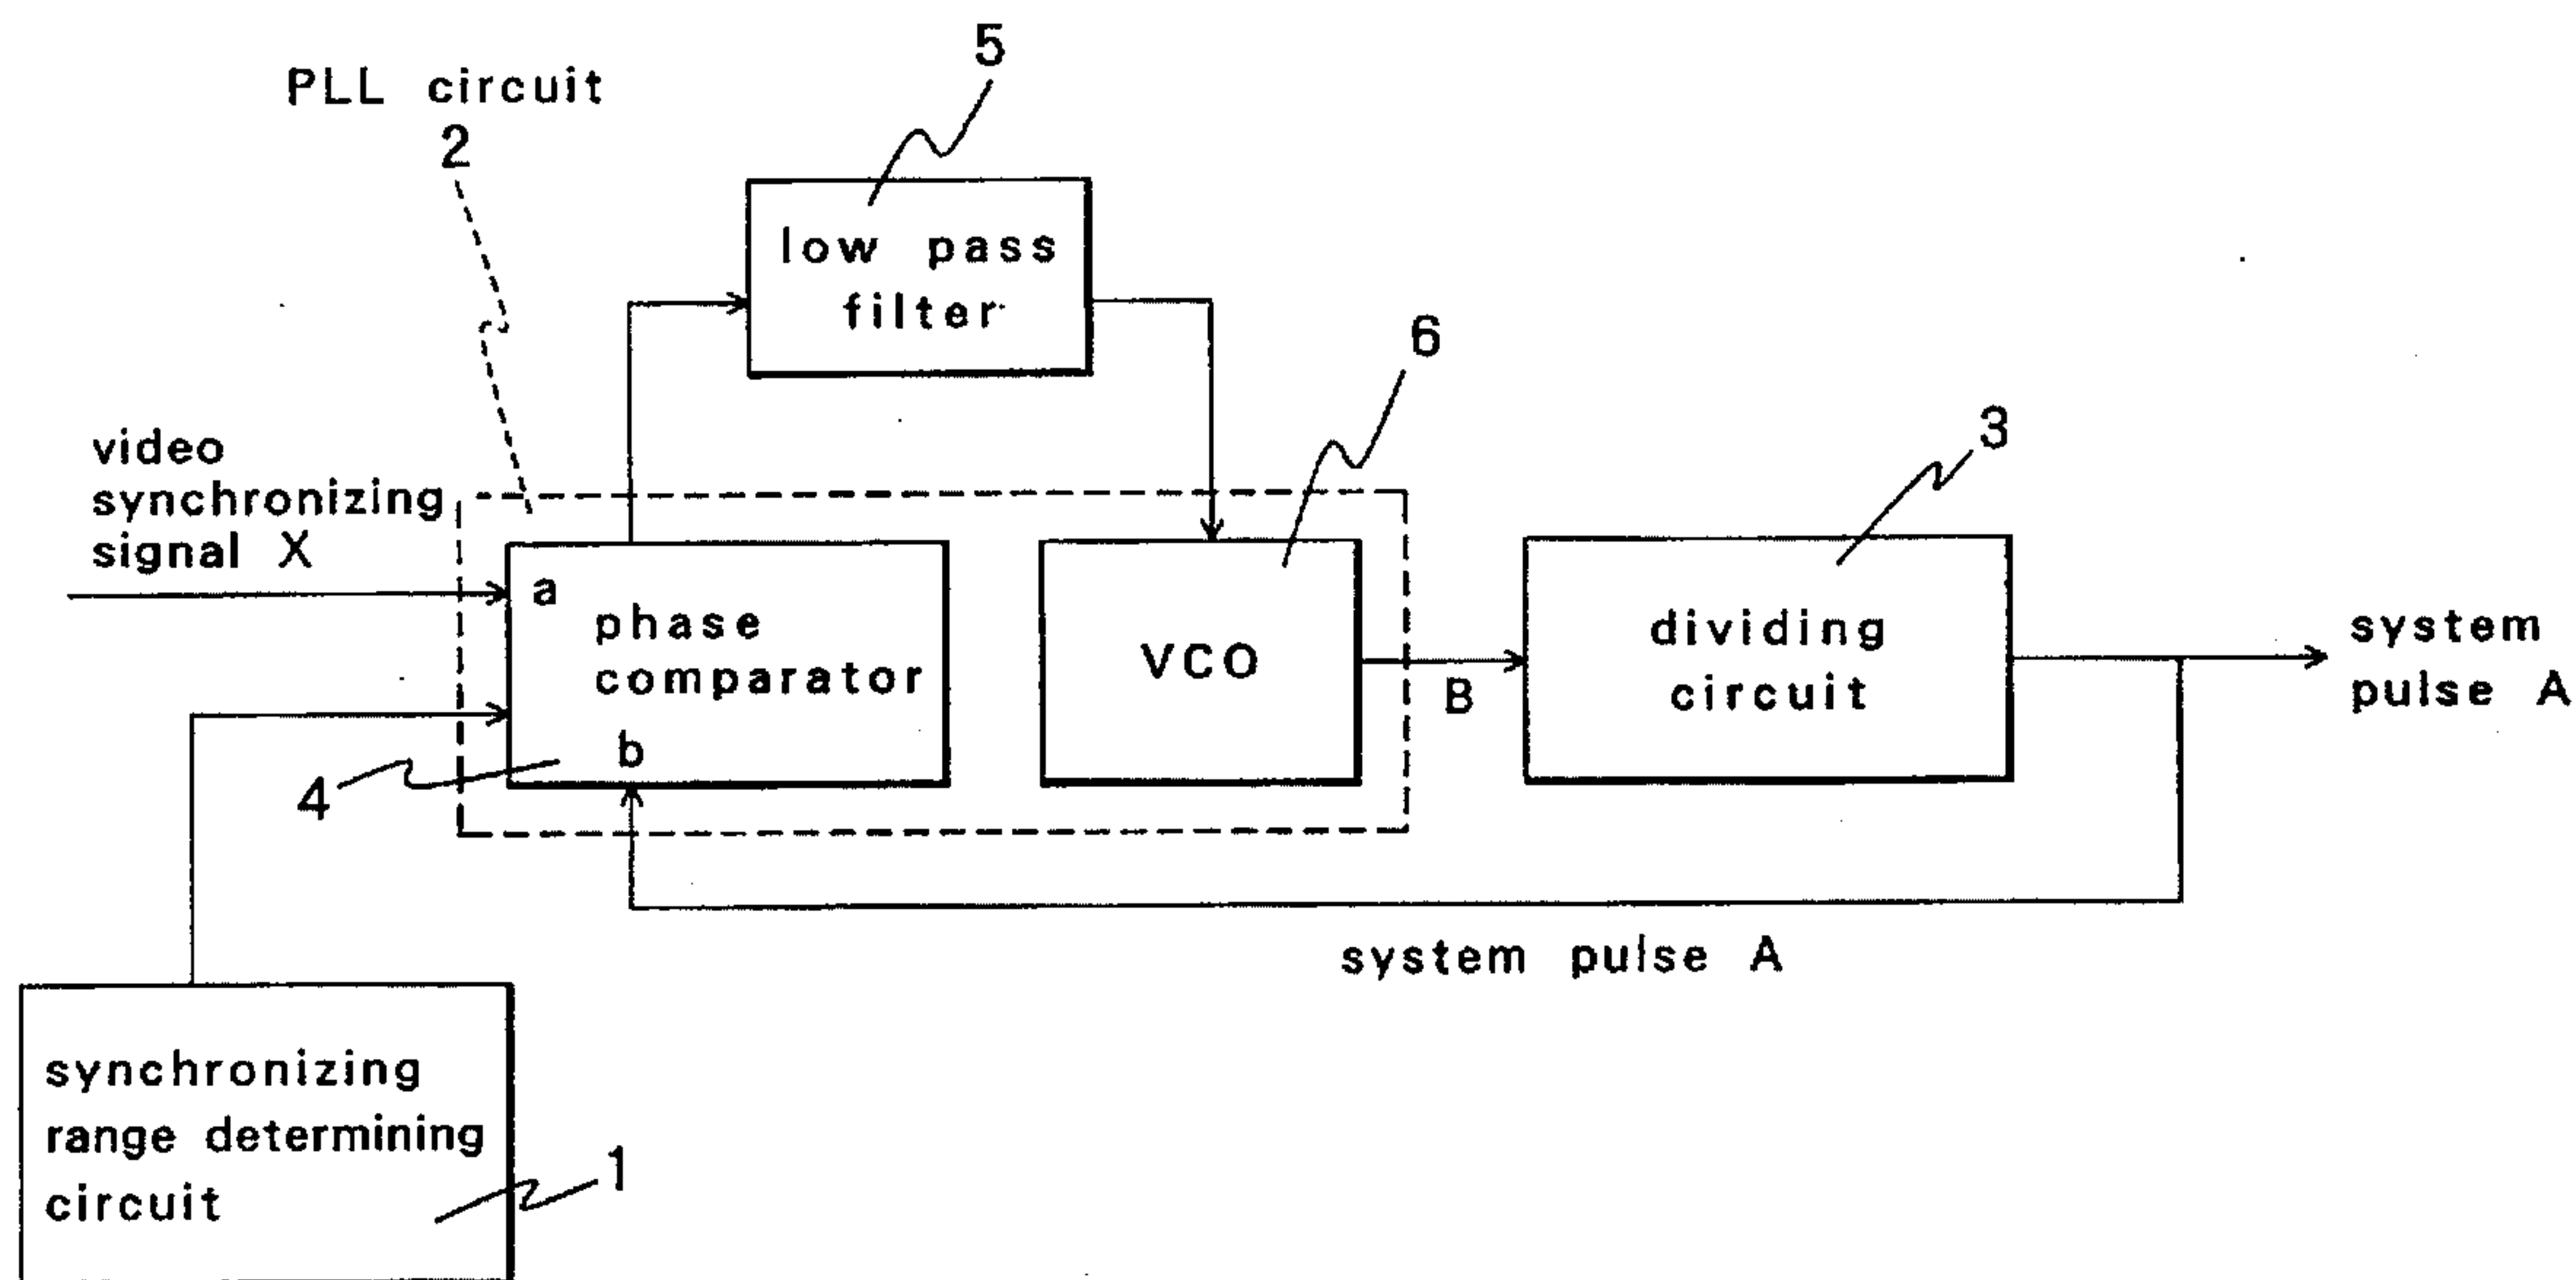 5
PLL circuit
2
low pass
filter
6
3
video
synchronizing
signal X
a
phase
comparator
b
4
VCO
B
dividing
circuit
system
pulse A
system pulse A
synchronizing
range determining
circuit
1